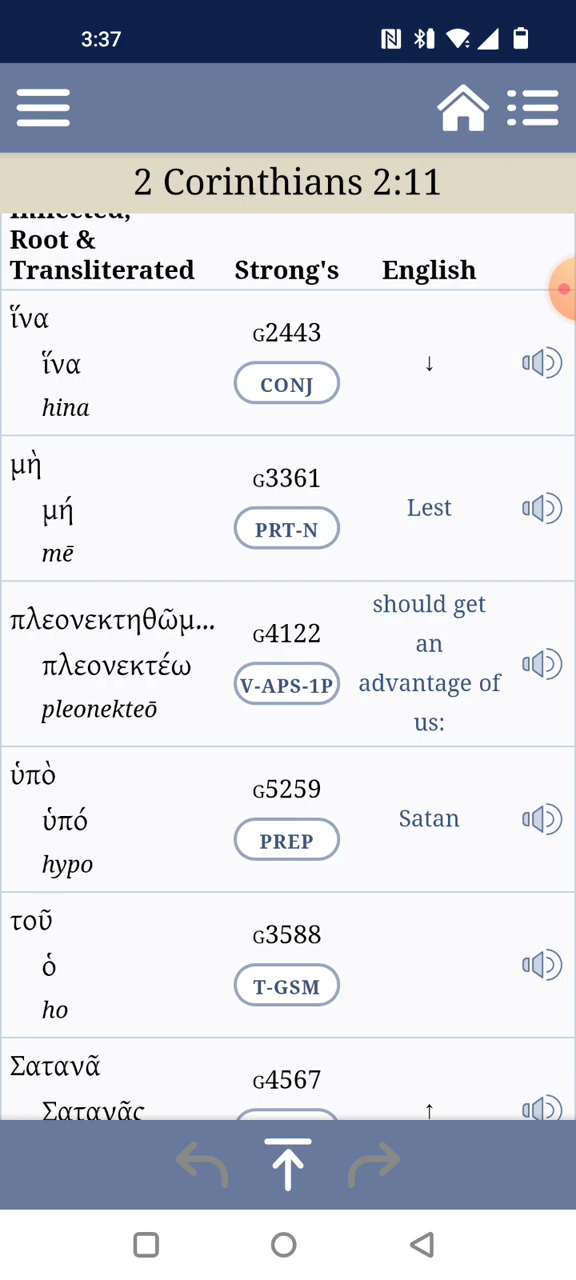 3:37
2 Corinthians 2:11
Inflected,
Root &
Transliterated Strong's English
ἵνα
G2443
ἵνα
CONJ
↓
hina
μὴ
G3361
μή
Lest
PRT-N
mē
πλεονεκτηθῶμ...
G4122
should get
an
advantage of
us:
πλεονεκτέω
V-APS-1P
pleonekteō
ὑπὸ
G5259
Satan
ὑπό
PREP
hypo
τοῦ
G3588
ὁ
T-GSM
ho
Σατανᾶ
G4567
Σατανᾶς
↑